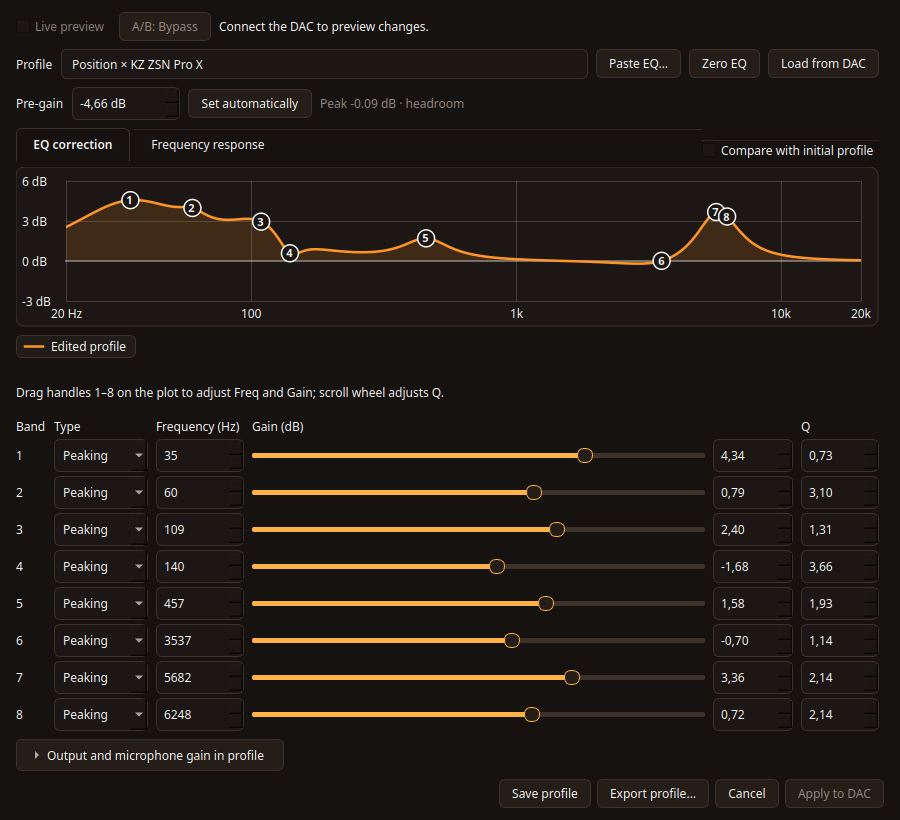 Live preview A/B: Bypass Connect the DAC to preview changes.
Profile Position × KZ ZSN Pro X Paste EQ... Zero EQ Load from DAC
Pre-gain -4,66 dB Set automatically Peak -0.09 dB · headroom
EQ correction Frequency response Compare with initial profile
6 dB
3 dB
0 dB
-3 dB
1 2 3 4 5 6 7 8
20 Hz 100 1k 10k 20k
Edited profile
Drag handles 1–8 on the plot to adjust Freq and Gain; scroll wheel adjusts Q.
Band Type Frequency (Hz) Gain (dB) Q
1 Peaking 35 4,34 0,73
2 Peaking 60 0,79 3,10
3 Peaking 109 2,40 1,31
4 Peaking 140 -1,68 3,66
5 Peaking 457 1,58 1,93
6 Peaking 3537 -0,70 1,14
7 Peaking 5682 3,36 2,14
8 Peaking 6248 0,72 2,14
Output and microphone gain in profile
Save profile Export profile... Cancel Apply to DAC